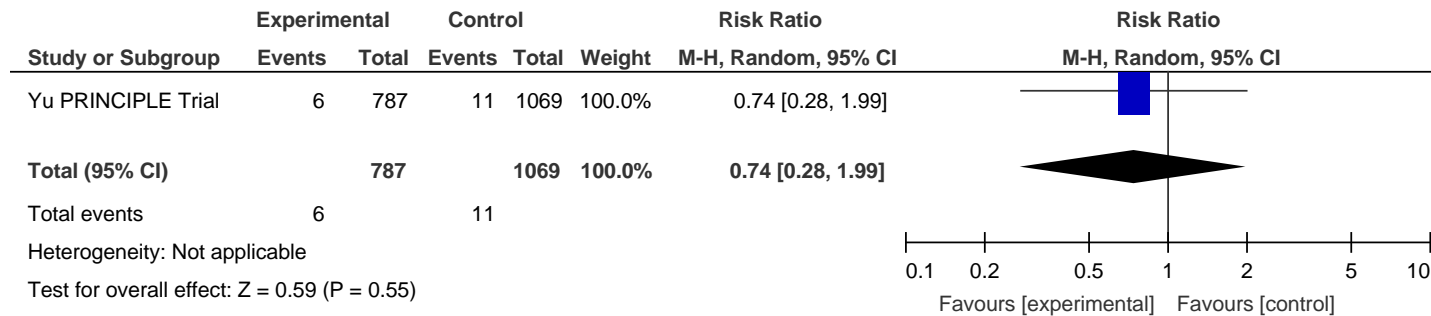 Experimental Control Risk Ratio Risk Ratio
Study or Subgroup Events Total Events Total Weight M-H, Random, 95% CI M-H, Random, 95% CI
Yu PRINCIPLE Trial 6 787 11 1069 100.0% 0.74 [0.28, 1.99]
Total (95% CI) 787 1069 100.0% 0.74 [0.28, 1.99]
Total events 6 11
Heterogeneity: Not applicable
Test for overall effect: Z = 0.59 (P = 0.55)
0.1 0.2 0.5 1 2 5 10
Favours [experimental] Favours [control]